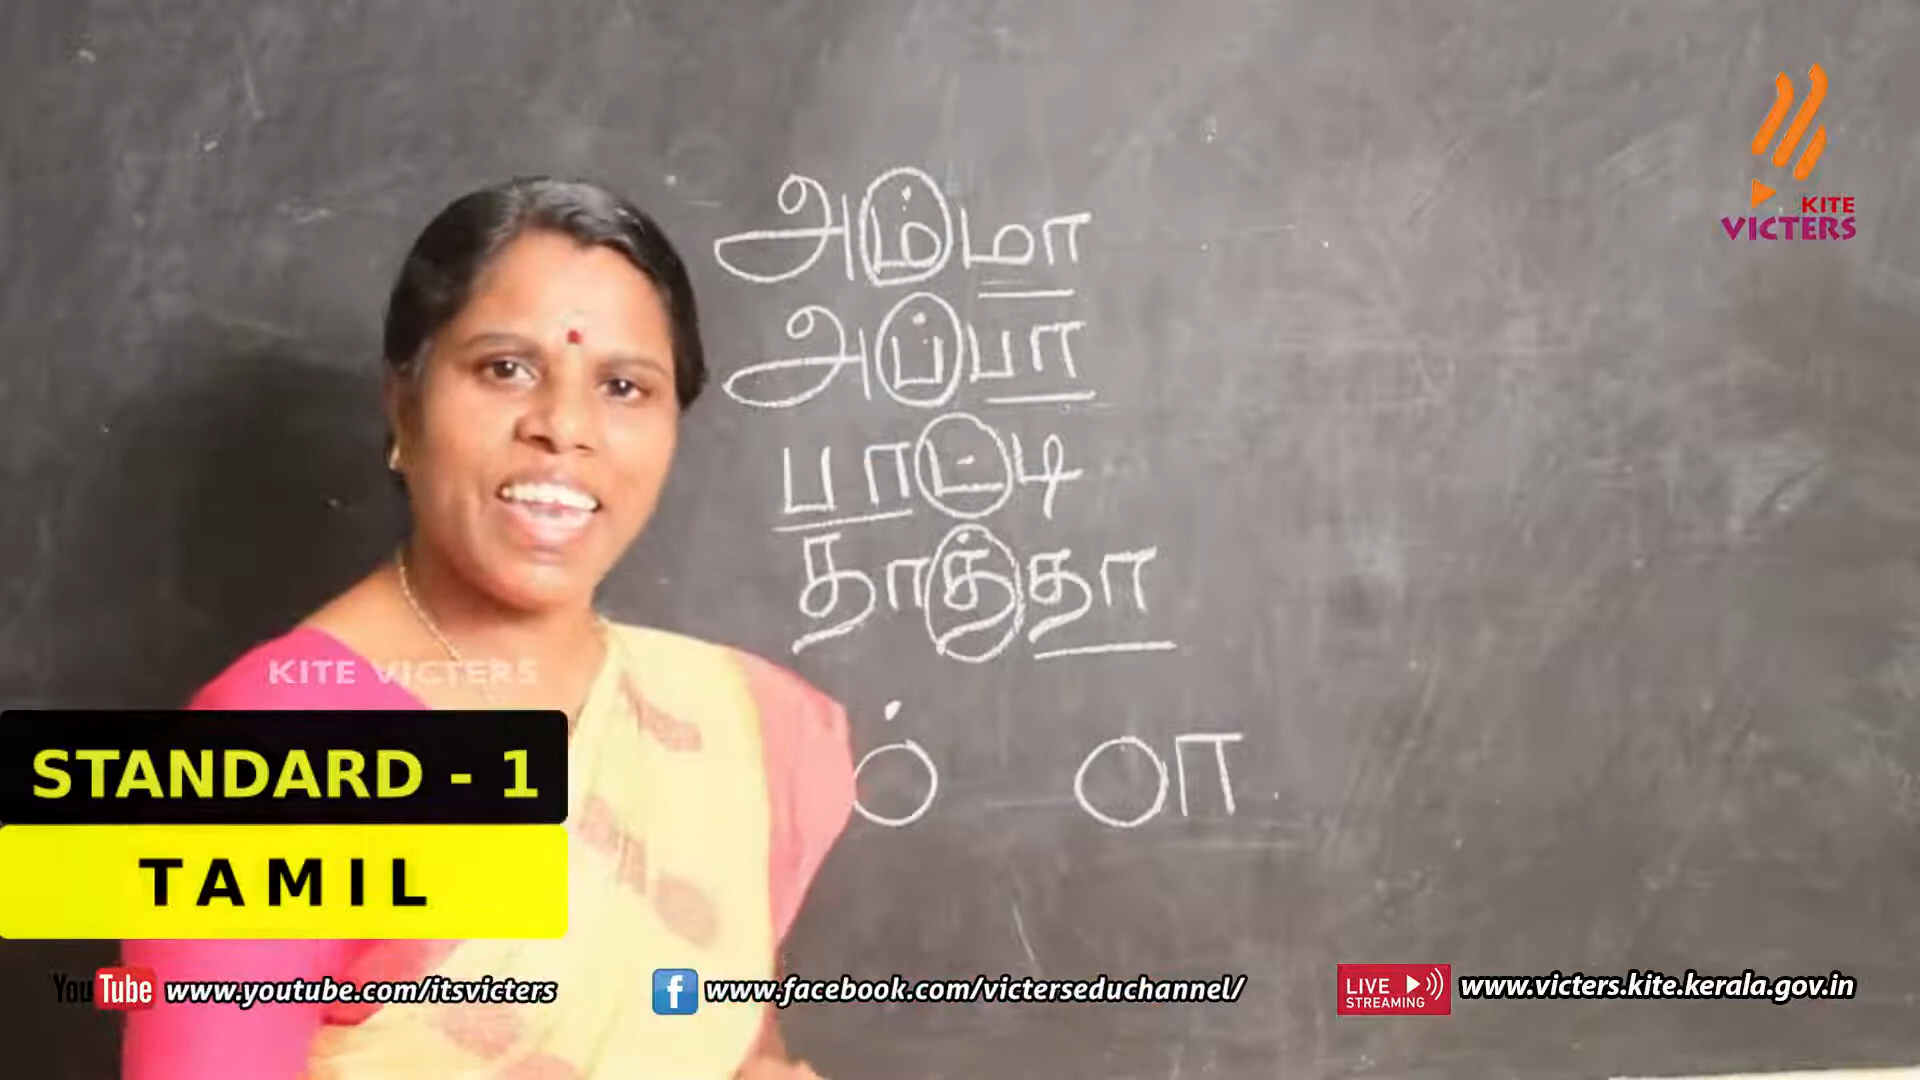 அம்மா
அப்பா
பாட்டி
தாத்தா
KITE
VICTERS
KITE VICTERS
STANDARD - 1
TAMIL
YouTube www.youtube.com/itsvicters
f www.facebook.com/victerseduchannel/
LIVE STREAMING www.victers.kite.kerala.gov.in